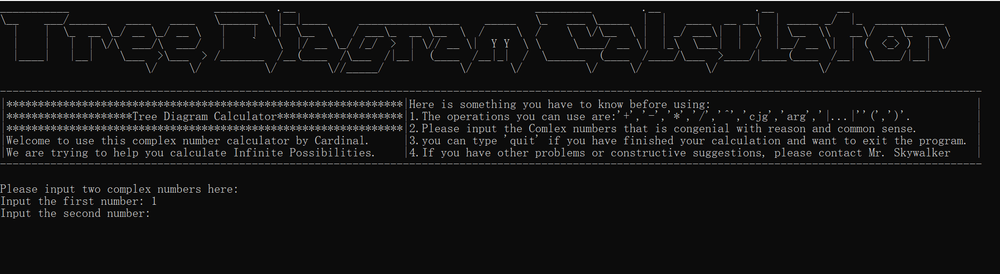 Tree Diagram Calculator
|***************************************************************|Here is something you have to know before using: |
|********************Tree Diagram Calculator********************|1.The operations you can use are:'+','-','*','/','^','cjg','arg','|...|''(',')'. |
|***************************************************************|2.Please input the Comlex numbers that is congenial with reason and common sense. |
|Welcome to use this complex number calculator by Cardinal. |3.you can type 'quit' if you have finished your calculation and want to exit the program. |
|We are trying to help you calculate Infinite Possibilities. |4.If you have other problems or constructive suggestions, please contact Mr. Skywalker |
Please input two complex numbers here:
Input the first number: 1
Input the second number: